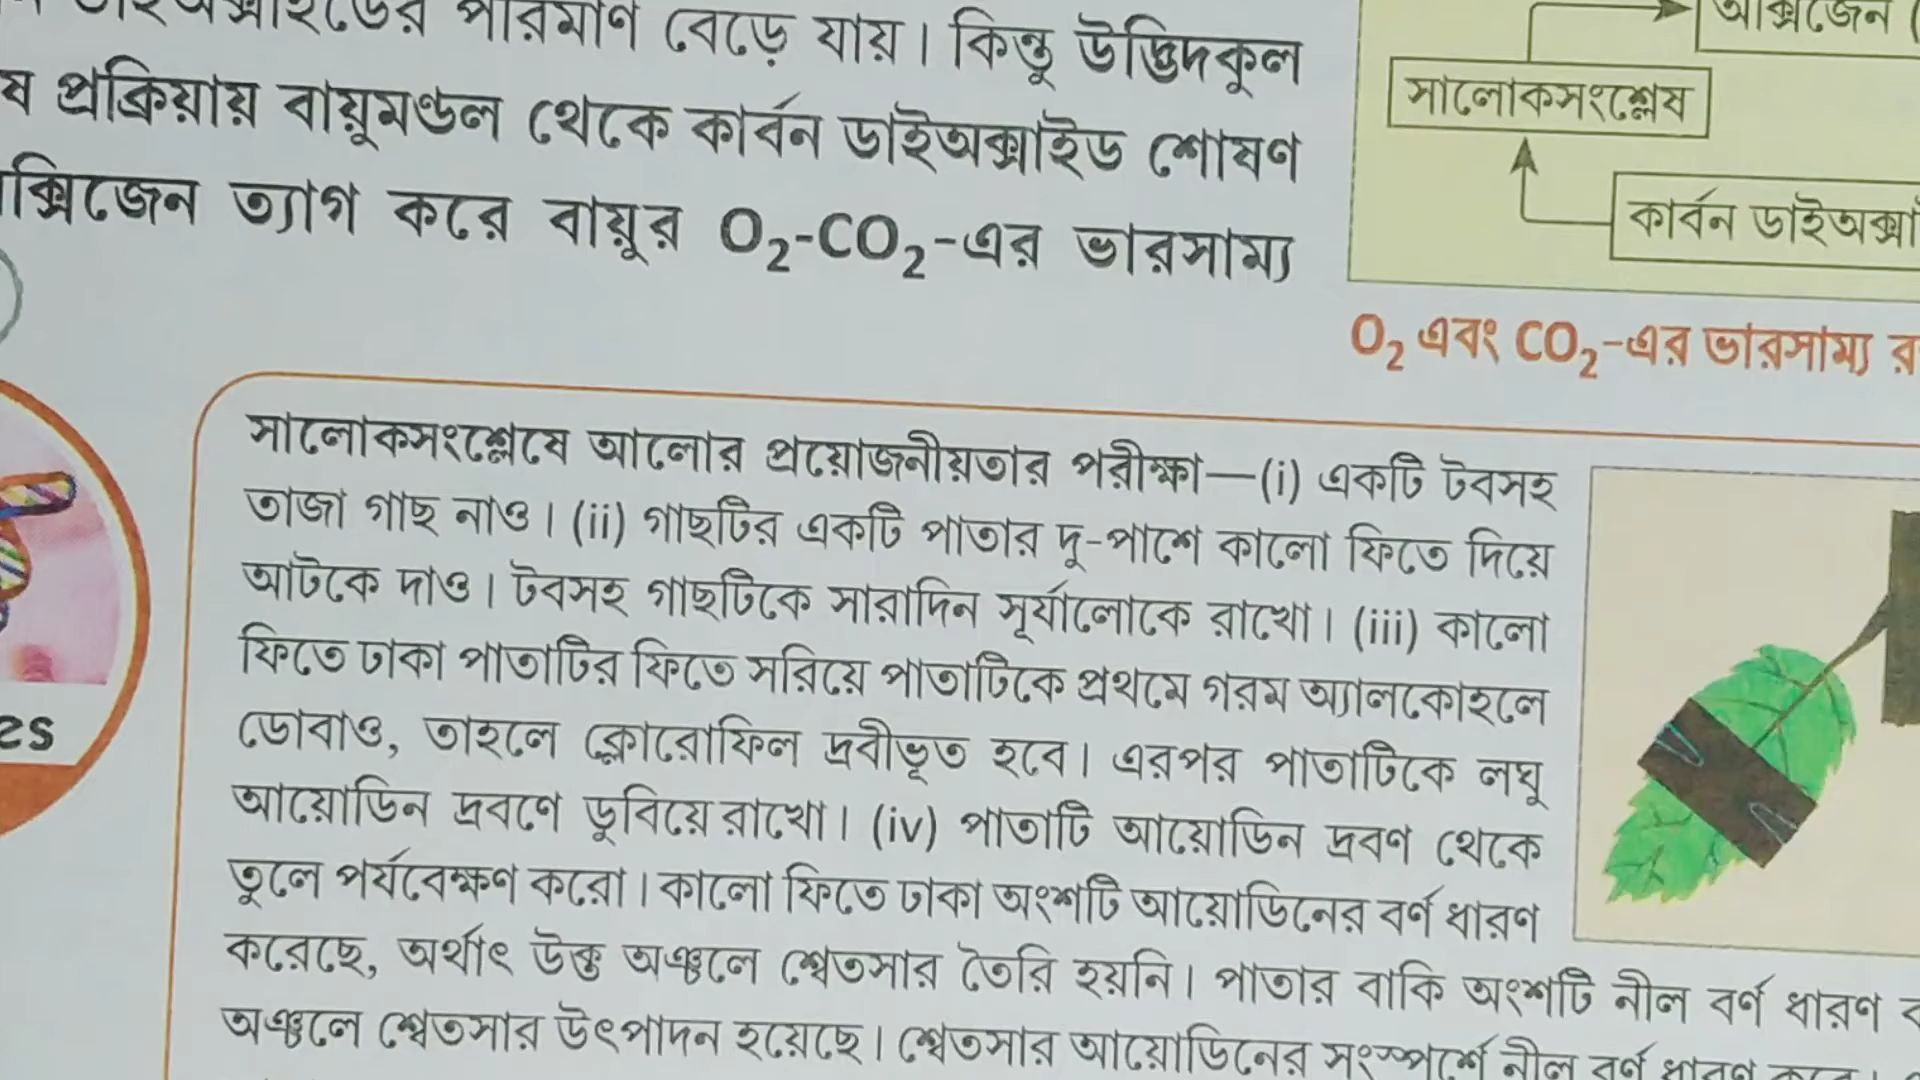 পরিমাণ বেড়ে যায়। কিন্তু উদ্ভিদকুল
ষ প্রক্রিয়ায় বায়ুমণ্ডল থেকে কার্বন ডাইঅক্সাইড শোষণ
ক্সিজেন ত্যাগ করে বায়ুর O₂-CO₂-এর ভারসাম্য
অক্সিজেন (
সালোকসংশ্লেষ
কার্বন ডাইঅক্সা
O₂ এবং CO₂-এর ভারসাম্য র
সালোকসংশ্লেষে আলোর প্রয়োজনীয়তার পরীক্ষা—(i) একটি টবসহ
তাজা গাছ নাও। (ii) গাছটির একটি পাতার দু-পাশে কালো ফিতে দিয়ে
আটকে দাও। টবসহ গাছটিকে সারাদিন সূর্যালোকে রাখো। (iii) কালো
ফিতে ঢাকা পাতাটির ফিতে সরিয়ে পাতাটিকে প্রথমে গরম অ্যালকোহলে
ডোবাও, তাহলে ক্লোরোফিল দ্রবীভূত হবে। এরপর পাতাটিকে লঘু
আয়োডিন দ্রবণে ডুবিয়ে রাখো। (iv) পাতাটি আয়োডিন দ্রবণ থেকে
তুলে পর্যবেক্ষণ করো। কালো ফিতে ঢাকা অংশটি আয়োডিনের বর্ণ ধারণ
করেছে, অর্থাৎ উক্ত অঞ্চলে শ্বেতসার তৈরি হয়নি। পাতার বাকি অংশটি নীল বর্ণ ধারণ ক
অঞ্চলে শ্বেতসার উৎপাদন হয়েছে। শ্বেতসার আয়োডিনের সংস্পর্শে নীল বর্ণ ধারণ করে।
es